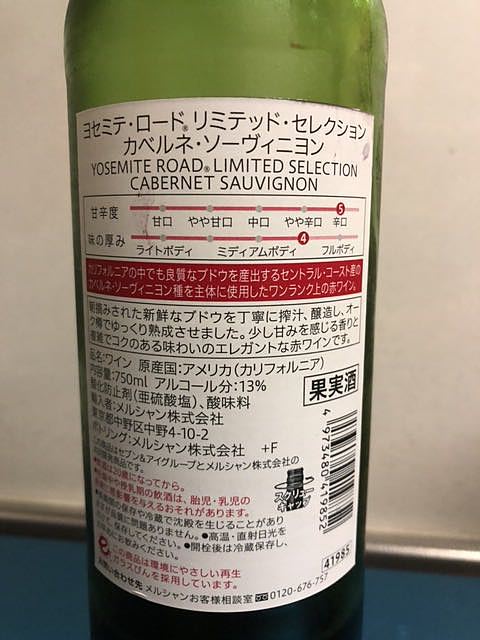 ヨセミテ・ロード®リミテッド・セレクション
カベルネ・ソーヴィニヨン
YOSEMITE ROAD® LIMITED SELECTION
CABERNET SAUVIGNON
甘辛度 5
甘口 やや甘口 中口 やや辛口 辛口
味の厚み 4
ライトボディ ミディアムボディ フルボディ
カリフォルニアの中でも良質なブドウを産出するセントラル・コースト産の
カベルネ・ソーヴィニヨン種を主体に使用したワンランク上の赤ワイン。
朝摘みされた新鮮なブドウを丁寧に搾汁、醸造し、オー
ク樽でゆっくり熟成させました。少し甘みを感じる香りと
複雑でコクのある味わいのエレガントな赤ワインです。
品名:ワイン 原産国:アメリカ(カリフォルニア)
内容量:750ml アルコール分:13%
酸化防止剤(亜硫酸塩)、酸味料
果実酒
輸入者:メルシャン株式会社
東京都中野区中野4-10-2
ボトリング:メルシャン株式会社 +F
この商品はセブン&アイグループとメルシャン株式会社の
共同開発商品です。
●飲酒は20歳になってから。
●妊娠中や授乳期の飲酒は、胎児・乳児の
発育に悪影響を与えるおそれがあります。
スクリュー
キャップ
保存や冷蔵で沈殿を生じることがあり
ますが品質に問題ありません。●高温・直射日光を
●開栓後は冷蔵保存し、
お早めにお飲みください。
この商品は環境にやさしい再生
ガラスびんを採用しています。
お問い合わせ先 メルシャンお客様相談室 0120-676-757
41985
4 973480 419852